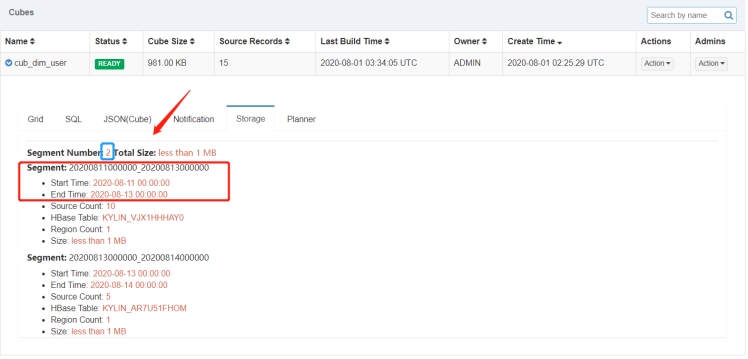 Cubes
Search by name
Name Status Cube Size Source Records Last Build Time Owner Create Time Actions Admins
cub_dim_user READY 981.00 KB 15 2020-08-01 03:34:05 UTC ADMIN 2020-08-01 02:25:29 UTC Action Action
Grid SQL JSON(Cube) Notification Storage Planner
Segment Number: 2 Total Size: less than 1 MB
Segment: 20200811000000_20200813000000
Start Time: 2020-08-11 00:00:00
End Time: 2020-08-13 00:00:00
Source Count: 10
HBase Table: KYLIN_VJX1HHHAY0
Region Count: 1
Size: less than 1 MB
Segment: 20200813000000_20200814000000
Start Time: 2020-08-13 00:00:00
End Time: 2020-08-14 00:00:00
Source Count: 5
HBase Table: KYLIN_AR7U51FHOM
Region Count: 1
Size: less than 1 MB